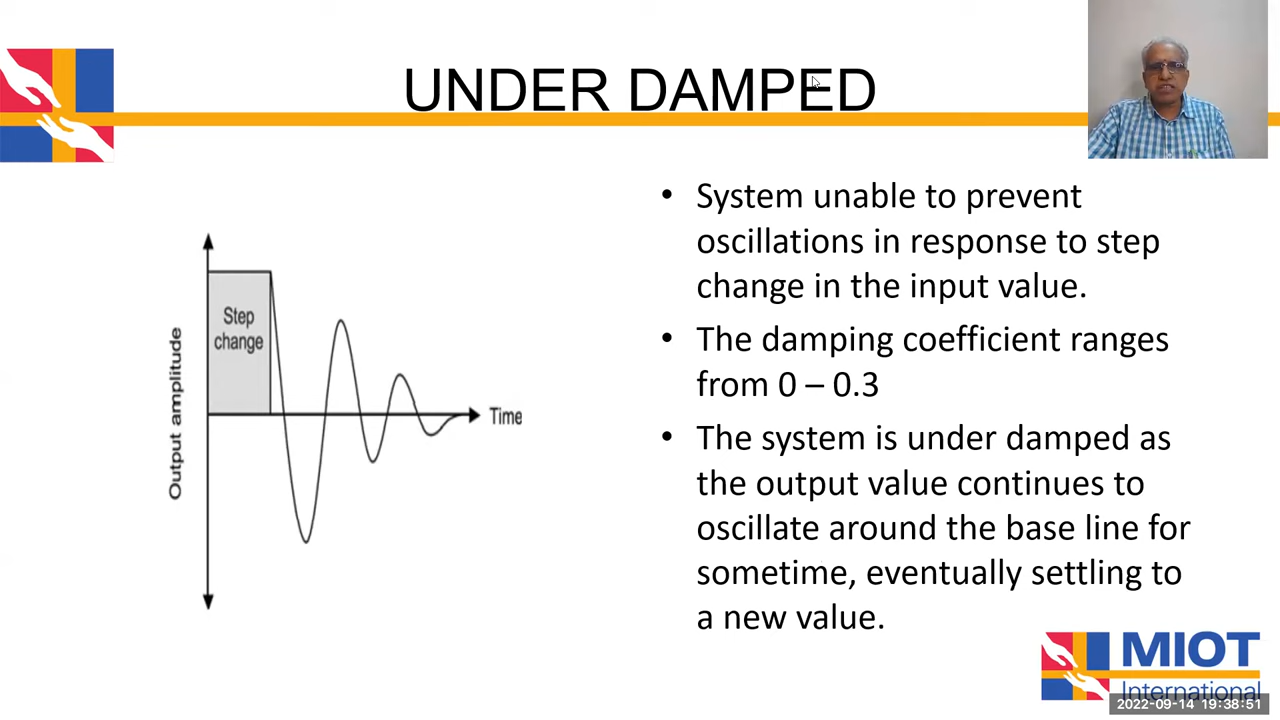 UNDER DAMPED
Step
change
Output amplitude
Time
• System unable to prevent
oscillations in response to step
change in the input value.
• The damping coefficient ranges
from 0 – 0.3
• The system is under damped as
the output value continues to
oscillate around the base line for
sometime, eventually settling to
a new value.
MIOT
International
2022-09-14 19:38:51